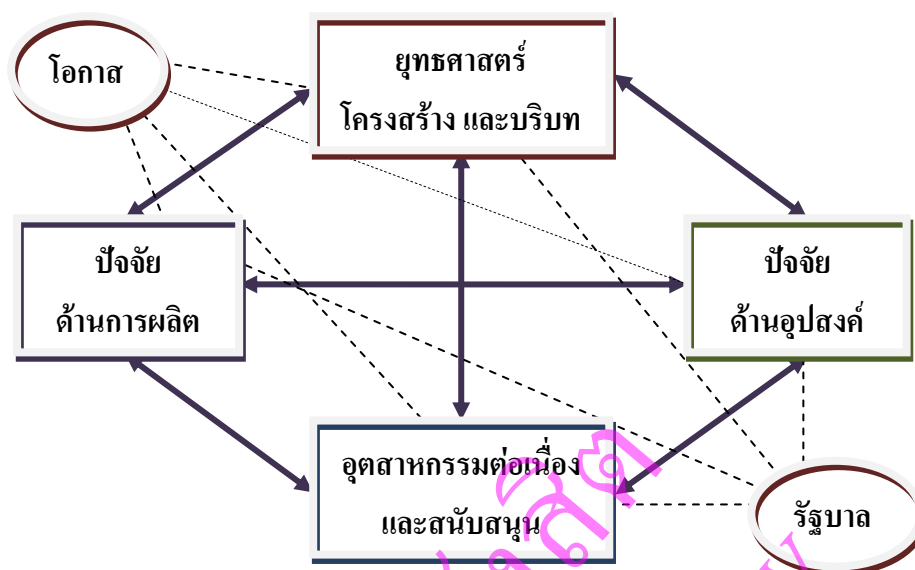 โอกาส
ยุทธศาสตร์
โครงสร้าง และบริบท
ปัจจัย
ด้านการผลิต
ปัจจัย
ด้านอุปสงค์
อุตสาหกรรมต่อเนื่อง
และสนับสนุน
รัฐบาล